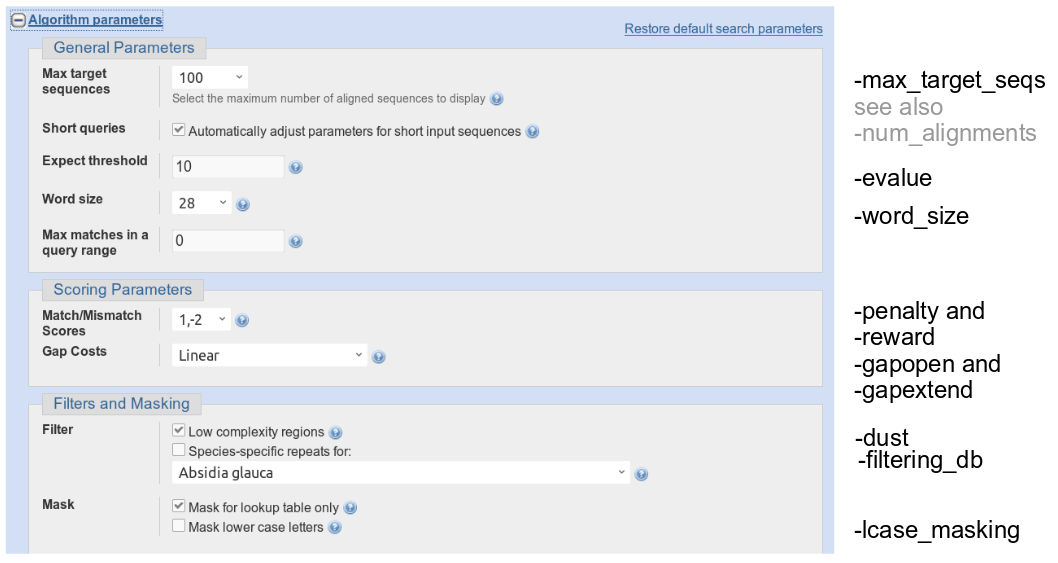 Algorithm parameters
Restore default search parameters
General Parameters
Max target
sequences
100
Select the maximum number of aligned sequences to display
-max_target_seqs
see also
-num_alignments
Short queries
Automatically adjust parameters for short input sequences
Expect threshold
10
-evalue
Word size
28
-word_size
Max matches in a
query range
0
Scoring Parameters
Match/Mismatch
Scores
1,-2
-penalty and
-reward
Gap Costs
Linear
-gapopen and
-gapextend
Filters and Masking
Filter
Low complexity regions
-dust
Species-specific repeats for:
-filtering_db
Absidia glauca
Mask
Mask for lookup table only
Mask lower case letters
-lcase_masking